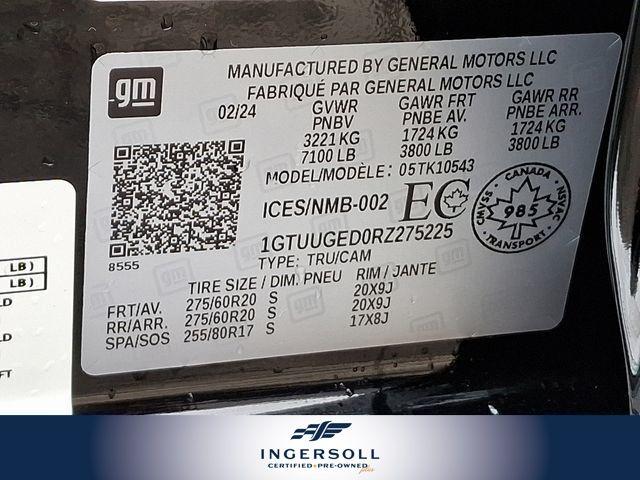 gm
MANUFACTURED BY GENERAL MOTORS LLC
FABRIQUÉ PAR GENERAL MOTORS LLC
02/24 GVWR GAWR FRT GAWR RR
PNBV PNBE AV. PNBE ARR.
3221 KG 1724 KG 1724 KG
7100 LB 3800 LB 3800 LB
MODEL/MODÈLE: 05TK10543
ICES/NMB-002 EC
CANADA
CMVSS 985 NSVAC
1GTUUGED0RZ275225
8555
TYPE: TRU/CAM
TIRE SIZE / DIM. PNEU RIM / JANTE
FRT/AV. 275/60R20 S 20X9J
RR/ARR. 275/60R20 S 20X9J
SPA/SOS 255/80R17 S 17X8J
LB)
LB)
LD
LD
FT
INGERSOLL
CERTIFIED • PRE-OWNED plus